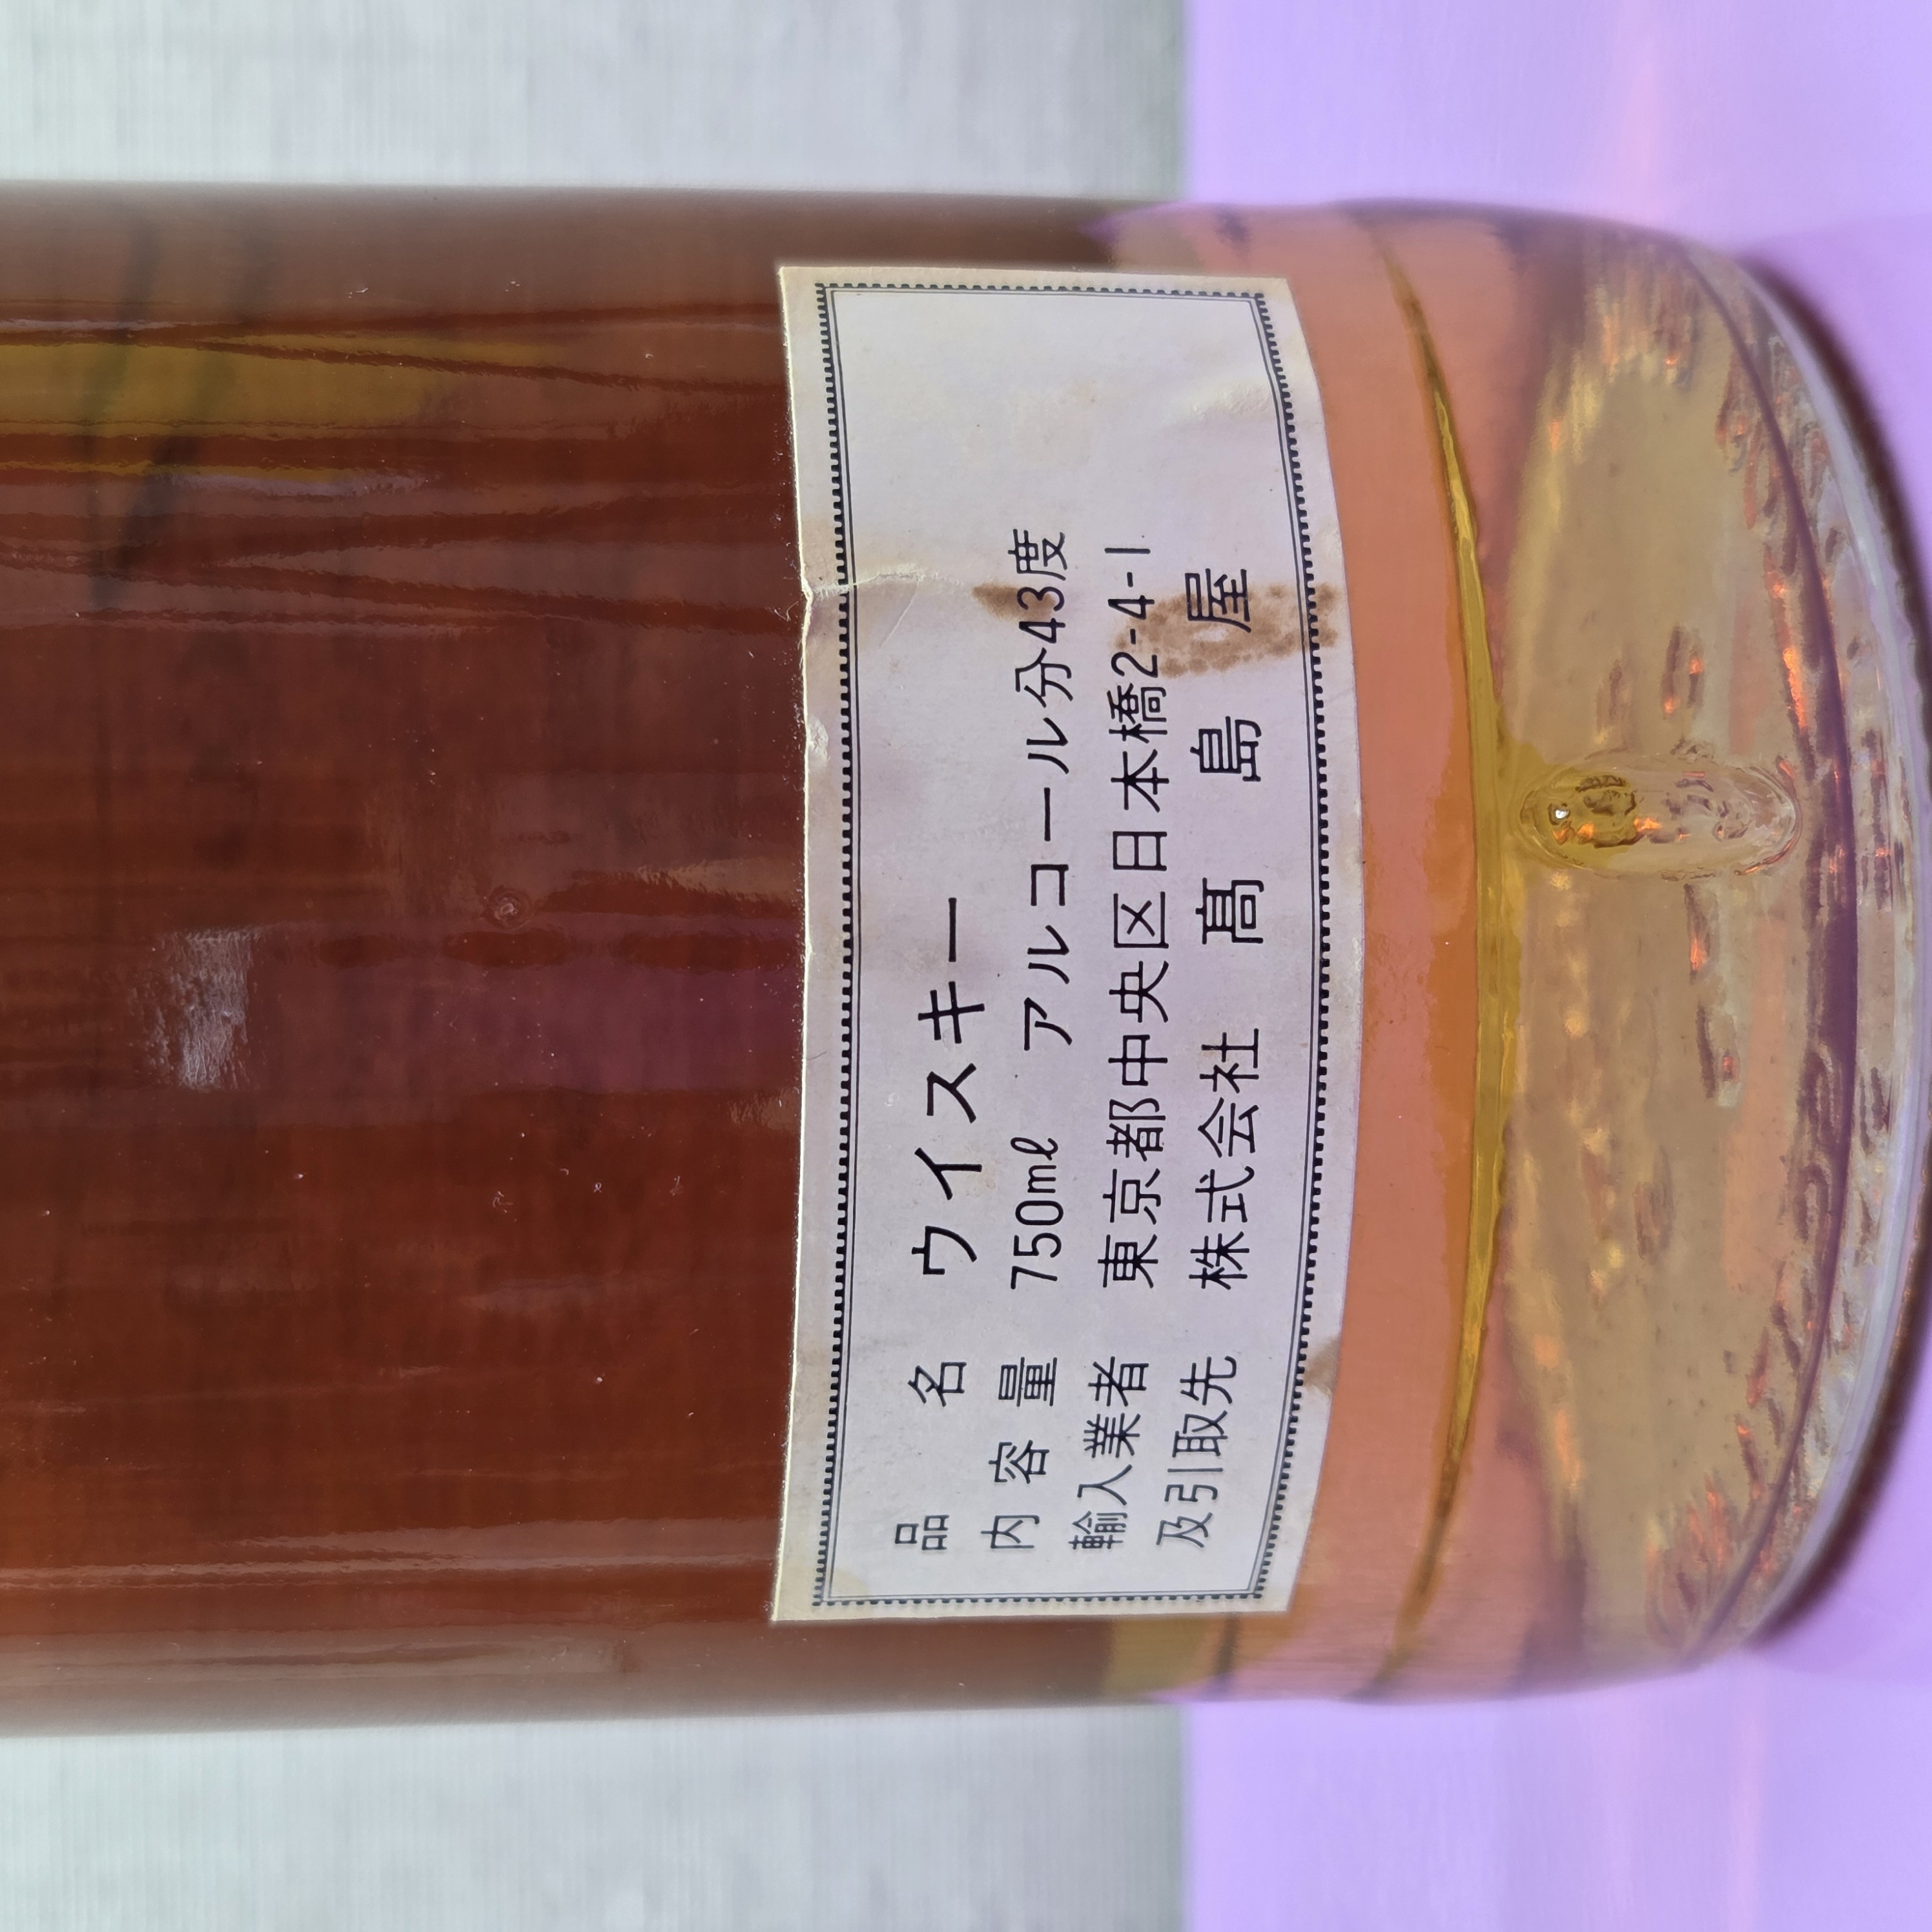 品名 ウイスキー
内容量 750mℓ アルコール分43度
輸入業者 東京都中央区日本橋2-4-1
及引取先 株式会社 髙島屋